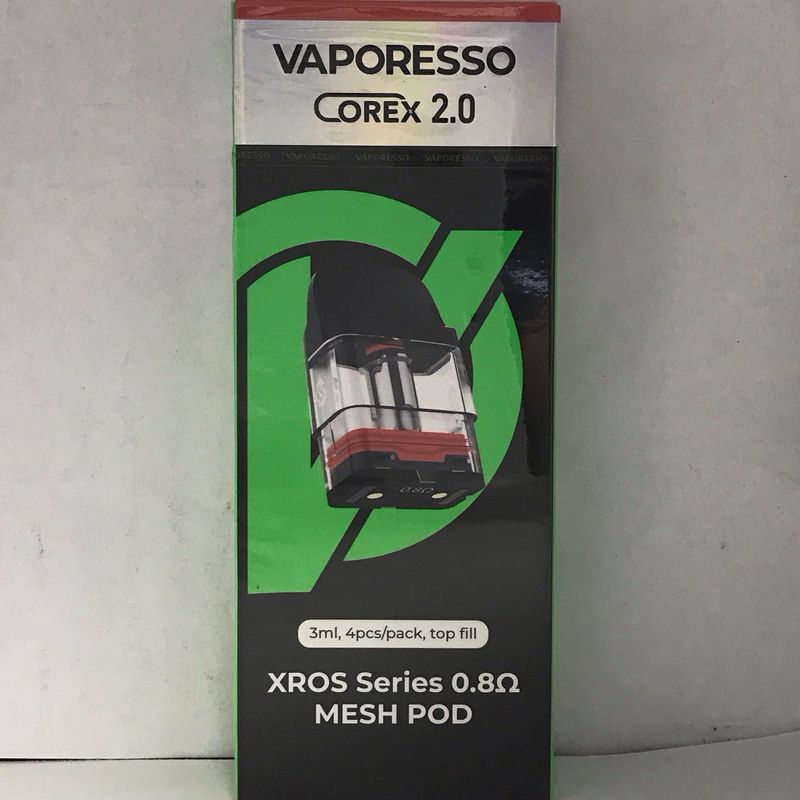 VAPORESSO
COREX 2.0
VAPORESSO VAPORESSO VAPORESSO VAPORESSO
0.8Ω
3ml, 4pcs/pack, top fill
XROS Series 0.8Ω
MESH POD